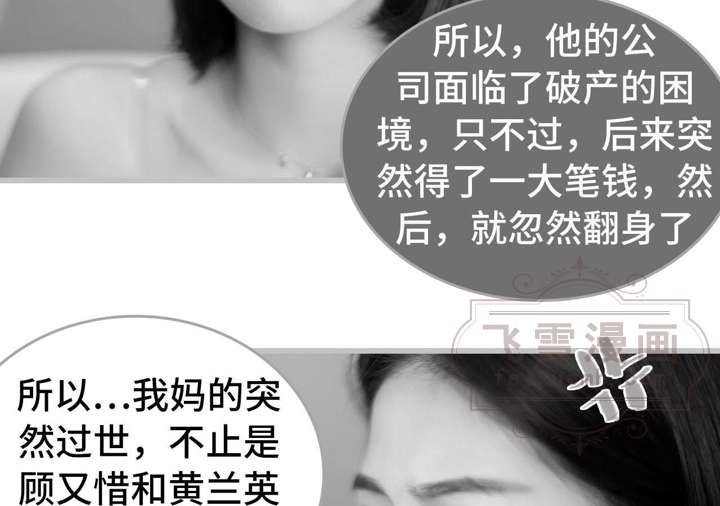 所以，他的公
司面临了破产的困
境，只不过，后来突
然得了一大笔钱，然
后，就忽然翻身了
飞雪漫画
所以…我妈的突
然过世，不止是
顾又惜和黄兰英